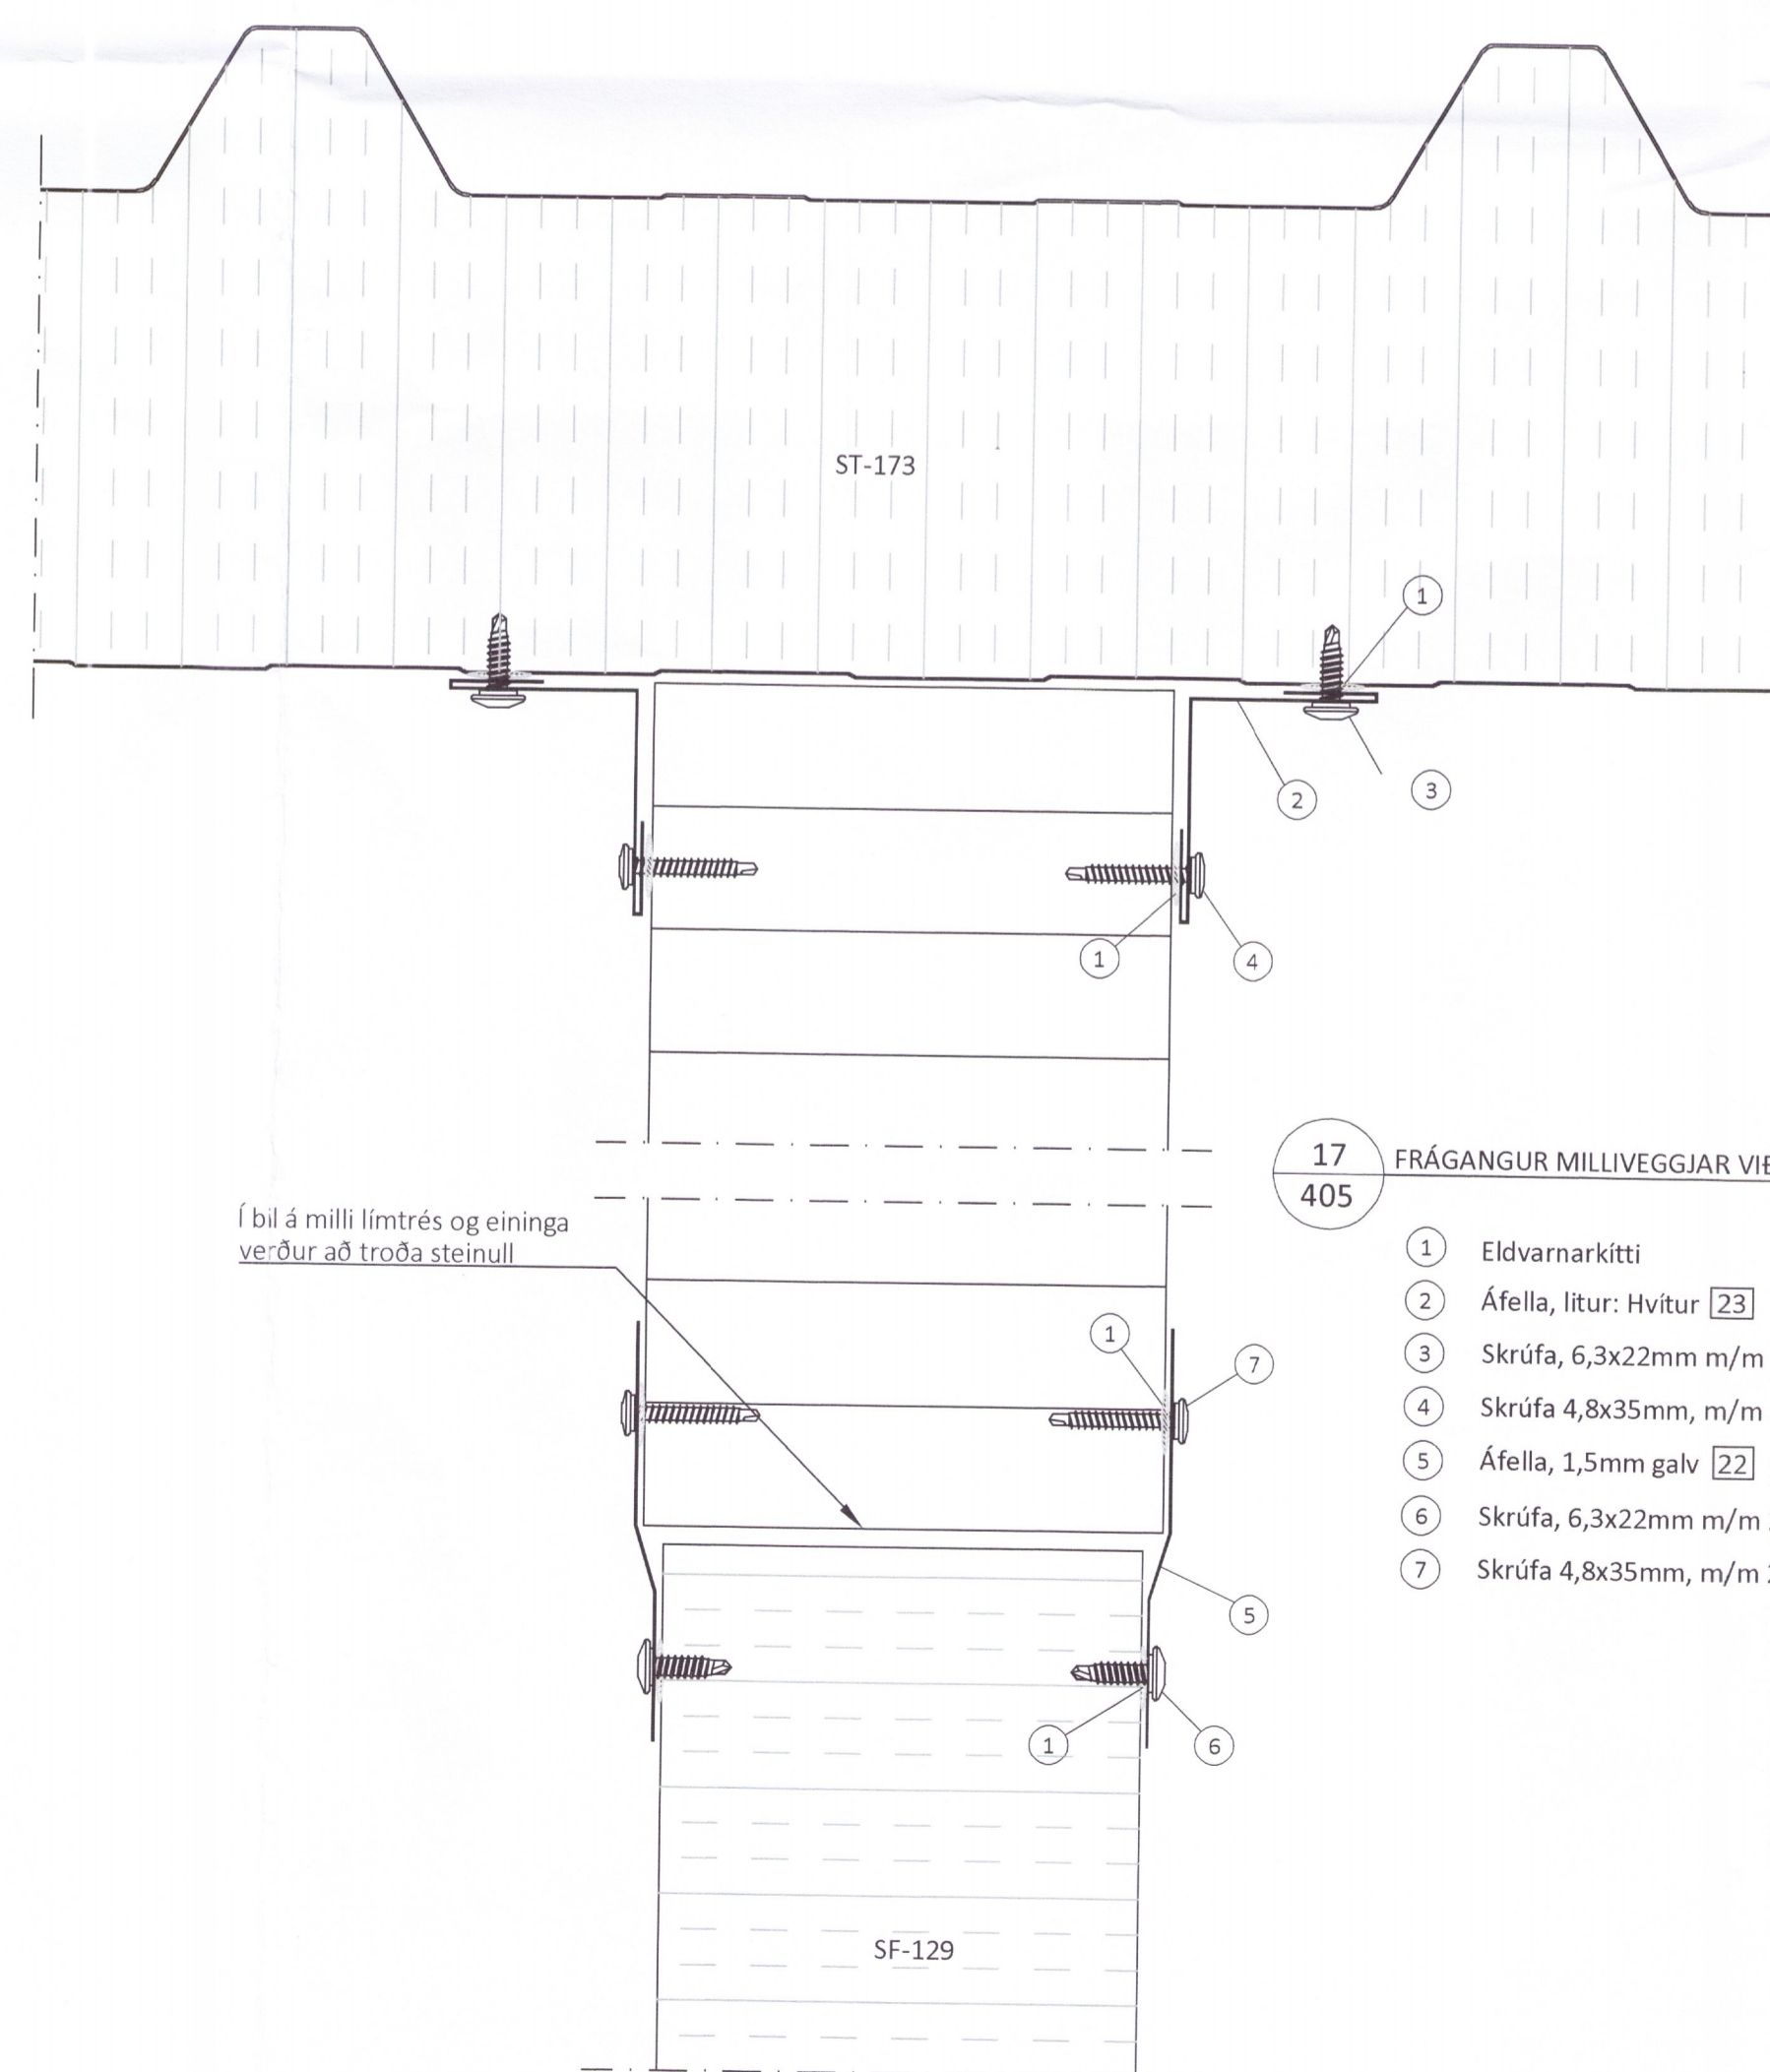 ST-173
1
2
3
1
4
17
405
FRÁGANGUR MILLIVEGGJAR
Í bil á milli límtrés og eininga
verður að troða steinull
1 Eldvarnarkítti
2 Áfella, litur: Hvítur 23
3 Skrúfa, 6,3x22mm m/m
4 Skrúfa 4,8x35mm, m/m
5 Áfella, 1,5mm galv 22
6 Skrúfa, 6,3x22mm m/m
7 Skrúfa 4,8x35mm, m/m
1
7
5
1
6
SF-129